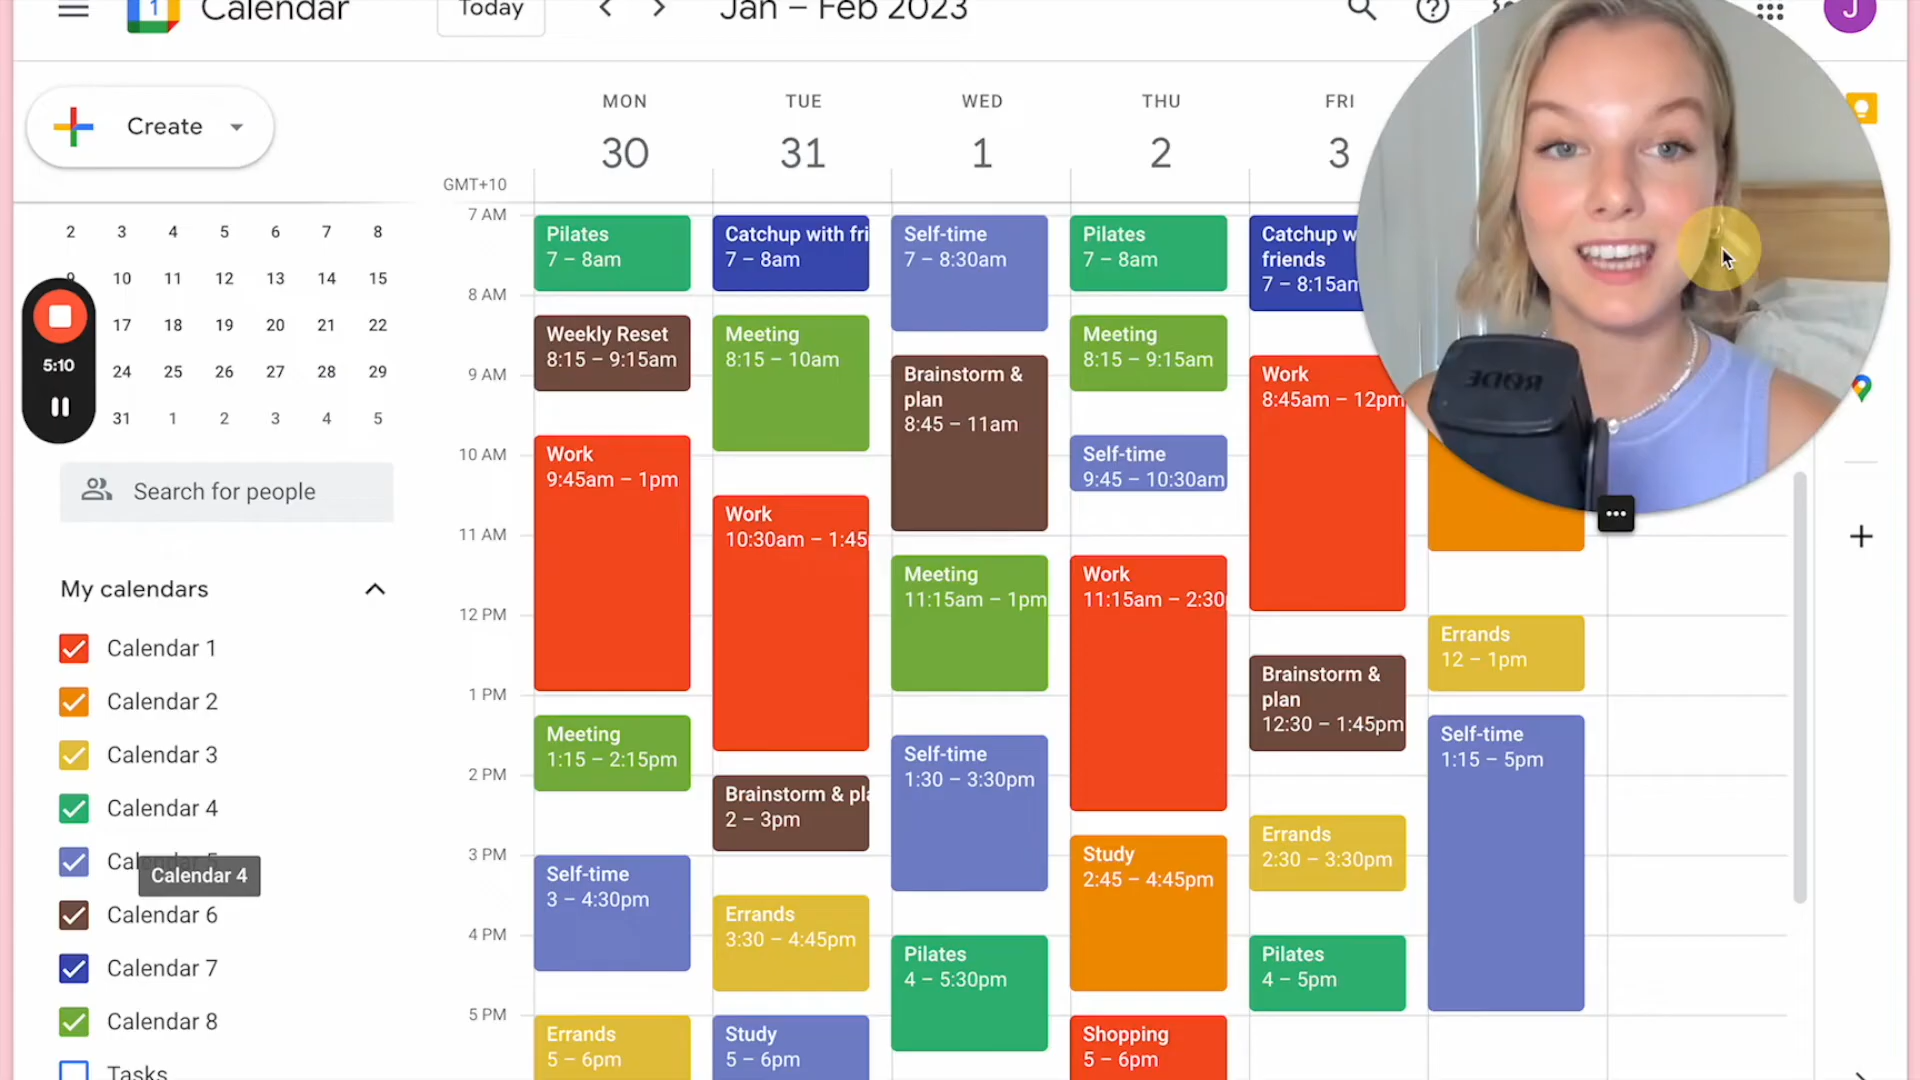 Calendar
Today
Jan – Feb 2023
J
Create
MON
TUE
WED
THU
FRI
30
31
1
2
3
GMT+10
2 3 4 5 6 7 8
9 10 11 12 13 14 15
17 18 19 20 21 22
24 25 26 27 28 29
31 1 2 3 4 5
5:10
Search for people
My calendars
Calendar 1
Calendar 2
Calendar 3
Calendar 4
Calendar 5
Calendar 4
Calendar 6
Calendar 7
Calendar 8
Tasks
7 AM
8 AM
9 AM
10 AM
11 AM
12 PM
1 PM
2 PM
3 PM
4 PM
5 PM
Pilates
7 – 8am
Weekly Reset
8:15 – 9:15am
Work
9:45am – 1pm
Meeting
1:15 – 2:15pm
Self-time
3 – 4:30pm
Errands
5 – 6pm
Catchup with fri
7 – 8am
Meeting
8:15 – 10am
Work
10:30am – 1:45
Brainstorm & pla
2 – 3pm
Errands
3:30 – 4:45pm
Study
5 – 6pm
Self-time
7 – 8:30am
Brainstorm &
plan
8:45 – 11am
Meeting
11:15am – 1pm
Self-time
1:30 – 3:30pm
Pilates
4 – 5:30pm
Pilates
7 – 8am
Meeting
8:15 – 9:15am
Self-time
9:45 – 10:30am
Work
11:15am – 2:30
Study
2:45 – 4:45pm
Shopping
5 – 6pm
Catchup w
friends
7 – 8:15am
Work
8:45am – 12pm
Brainstorm &
plan
12:30 – 1:45pm
Errands
2:30 – 3:30pm
Pilates
4 – 5pm
Errands
12 – 1pm
Self-time
1:15 – 5pm
RØDE